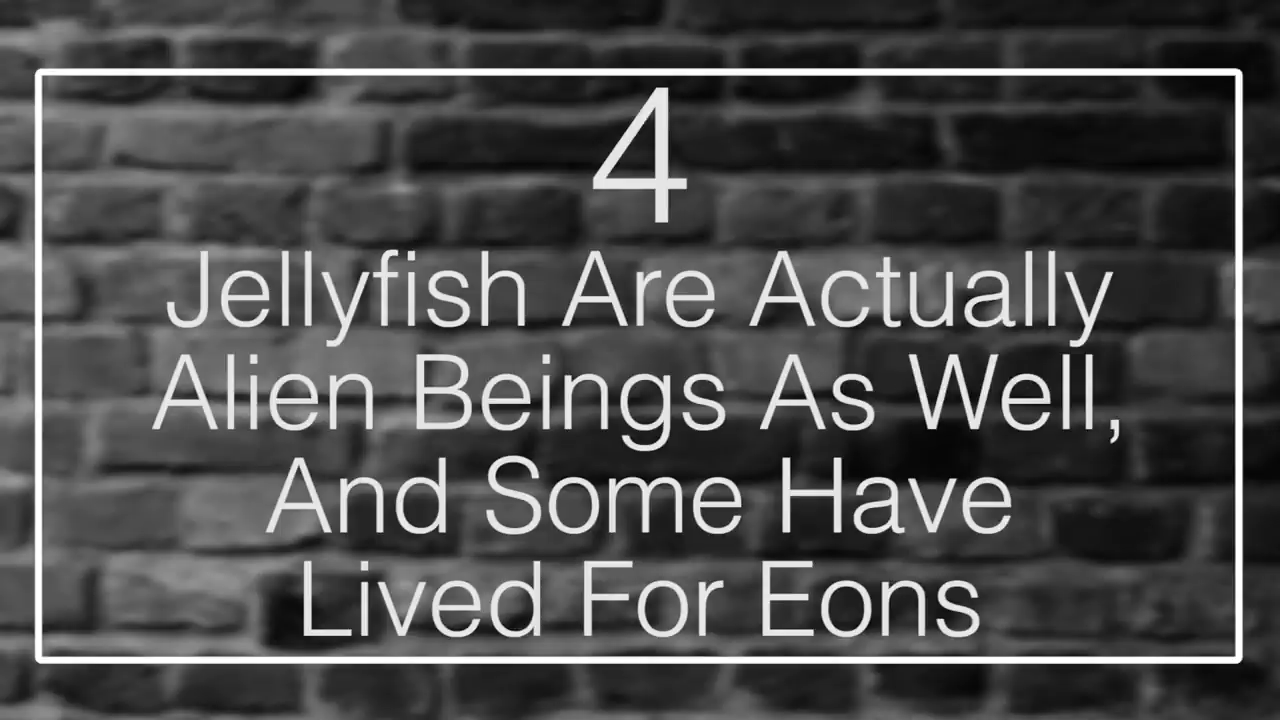 4
Jellyfish Are Actually
Alien Beings As Well,
And Some Have
Lived For Eons